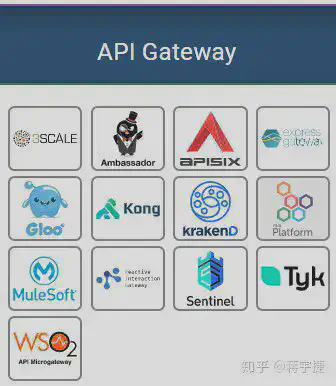 API Gateway
3SCALE
Ambassador
APISIX
express
gateway
Gloo
Kong
KrakenD
Platform
MuleSoft
reactive
interaction
Gateway
Sentinel
Tyk
WSO2
API Microgateway
知乎 @蒋宇捷